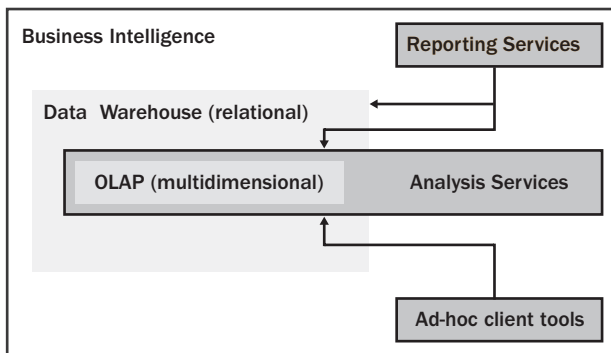 Business Intelligence
Reporting Services
Data Warehouse (relational)
OLAP (multidimensional)
Analysis Services
Ad-hoc client tools